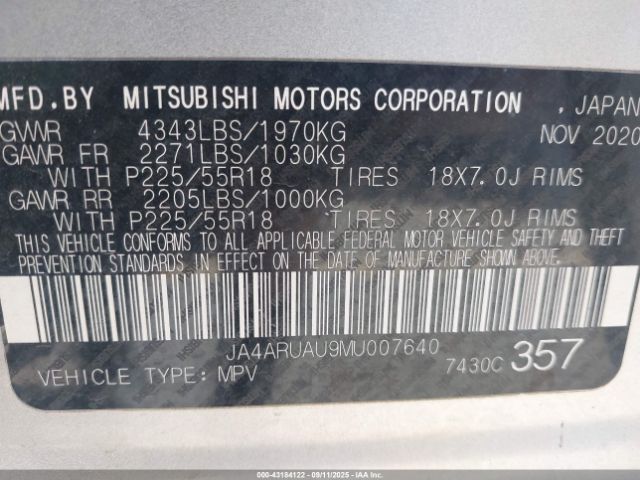 MFD.BY MITSUBISHI MOTORS CORPORATION . JAPAN
GVWR 4343LBS/1970KG NOV 2020
GAWR FR 2271LBS/1030KG
WITH P225/55R18 TIRES 18X7.0J RIMS
GAWR RR 2205LBS/1000KG
WITH P225/55R18 TIRES 18X7.0J RIMS
THIS VEHICLE CONFORMS TO ALL APPLICABLE FEDERAL MOTOR VEHICLE SAFETY AND THEFT
PREVENTION STANDARDS IN EFFECT ON THE DATE OF MANUFACTURE SHOWN ABOVE.
JA4ARUAU9MU007640
VEHICLE TYPE: MPV 7430C 357
000-43184122 - 09/11/2025 - IAA Inc.